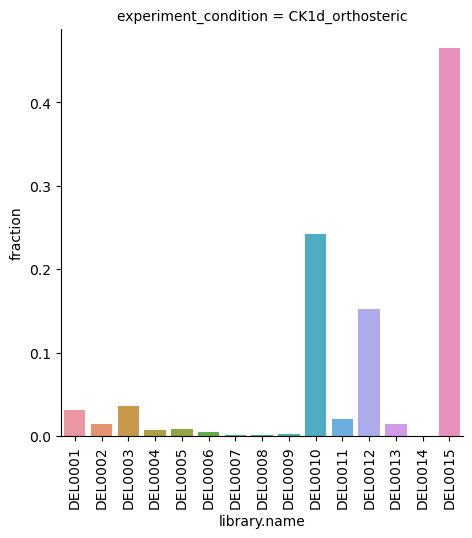 experiment_condition = CK1d_orthosteric
fraction
0.4
0.3
0.2
0.1
0.0
DEL0001
DEL0002
DEL0003
DEL0004
DEL0005
DEL0006
DEL0007
DEL0008
DEL0009
DEL0010
DEL0011
DEL0012
DEL0013
DEL0014
DEL0015
library.name